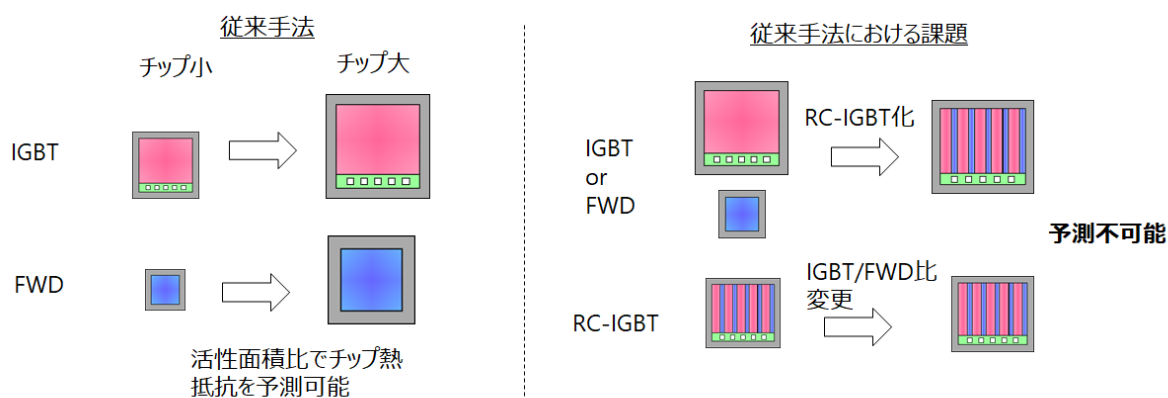 従来手法
チップ小
チップ大
IGBT
FWD
活性面積比でチップ熱
抵抗を予測可能
従来手法における課題
IGBT
or
FWD
RC-IGBT化
予測不可能
RC-IGBT
IGBT/FWD比
変更